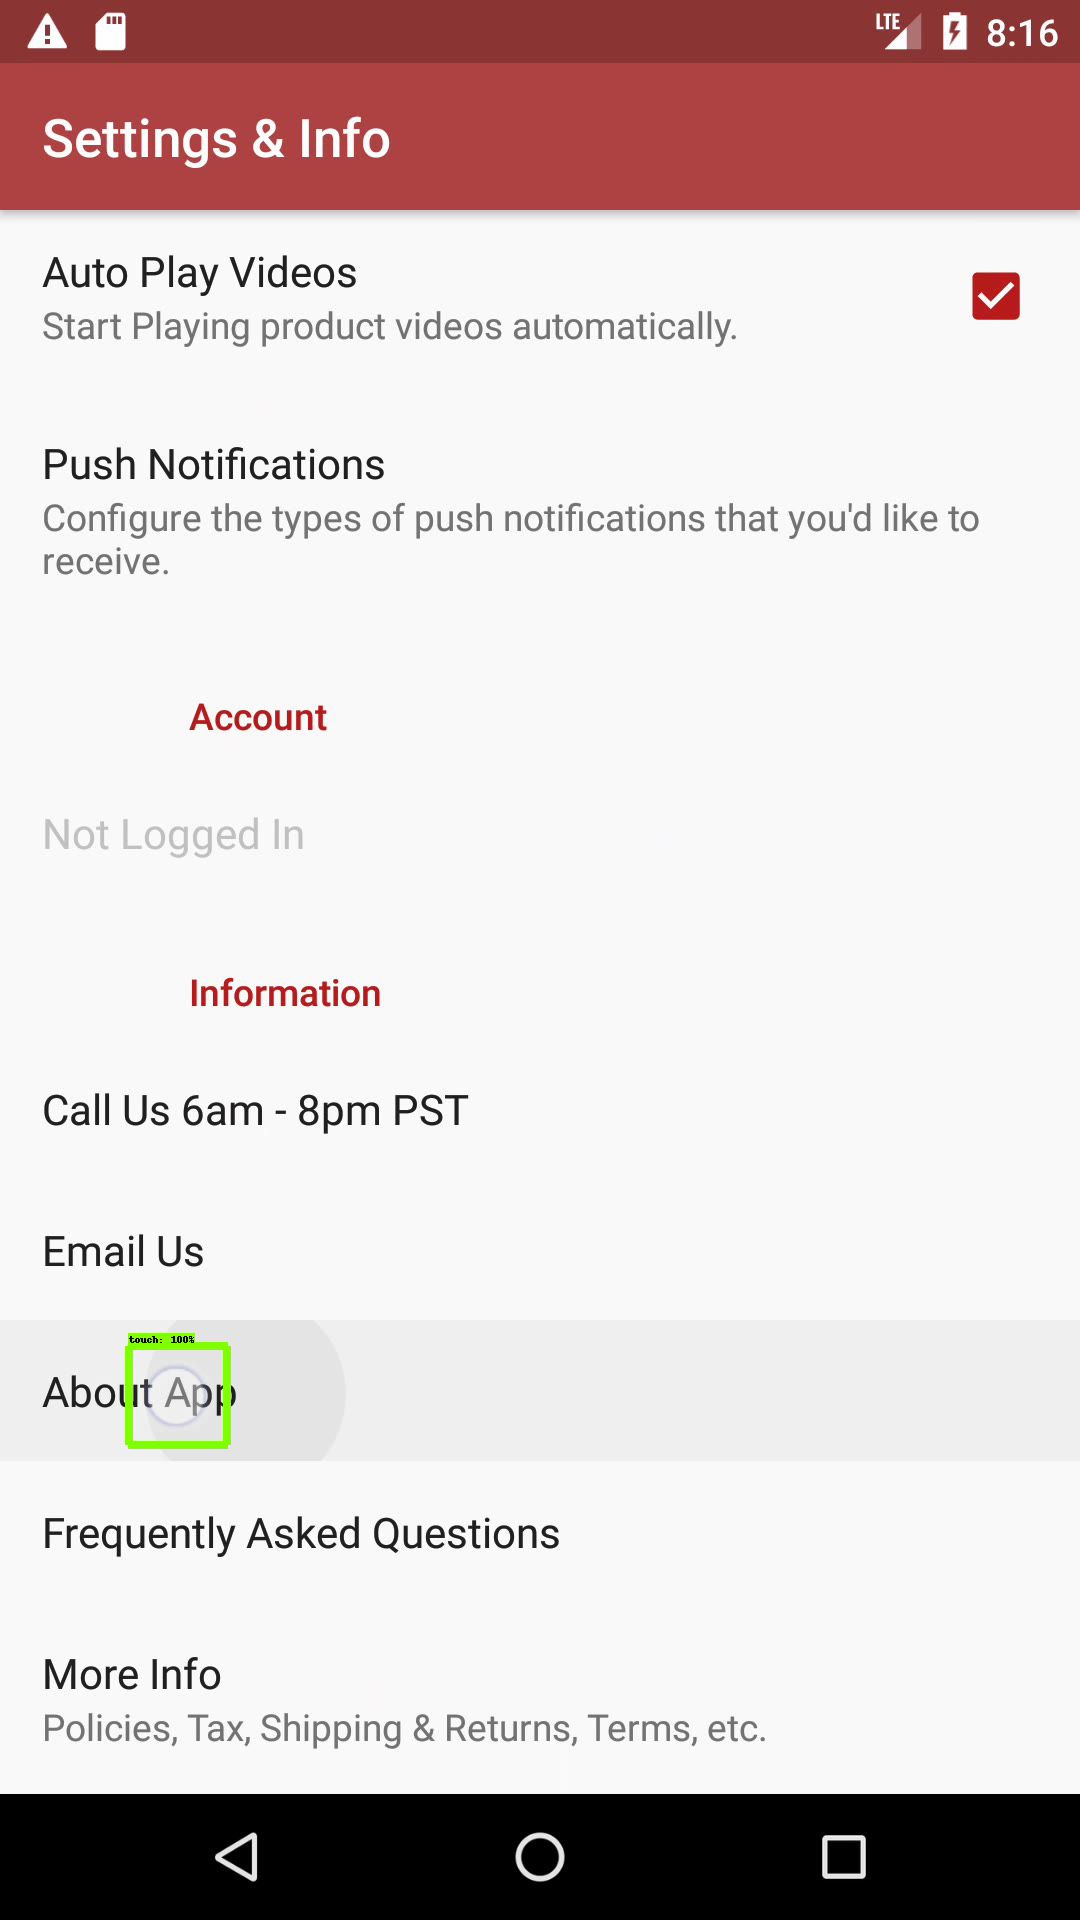 LTE 8:16
Settings & Info
Auto Play Videos
Start Playing product videos automatically.
Push Notifications
Configure the types of push notifications that you'd like to
receive.
Account
Not Logged In
Information
Call Us 6am - 8pm PST
Email Us
touch: 100%
About App
Frequently Asked Questions
More Info
Policies, Tax, Shipping & Returns, Terms, etc.